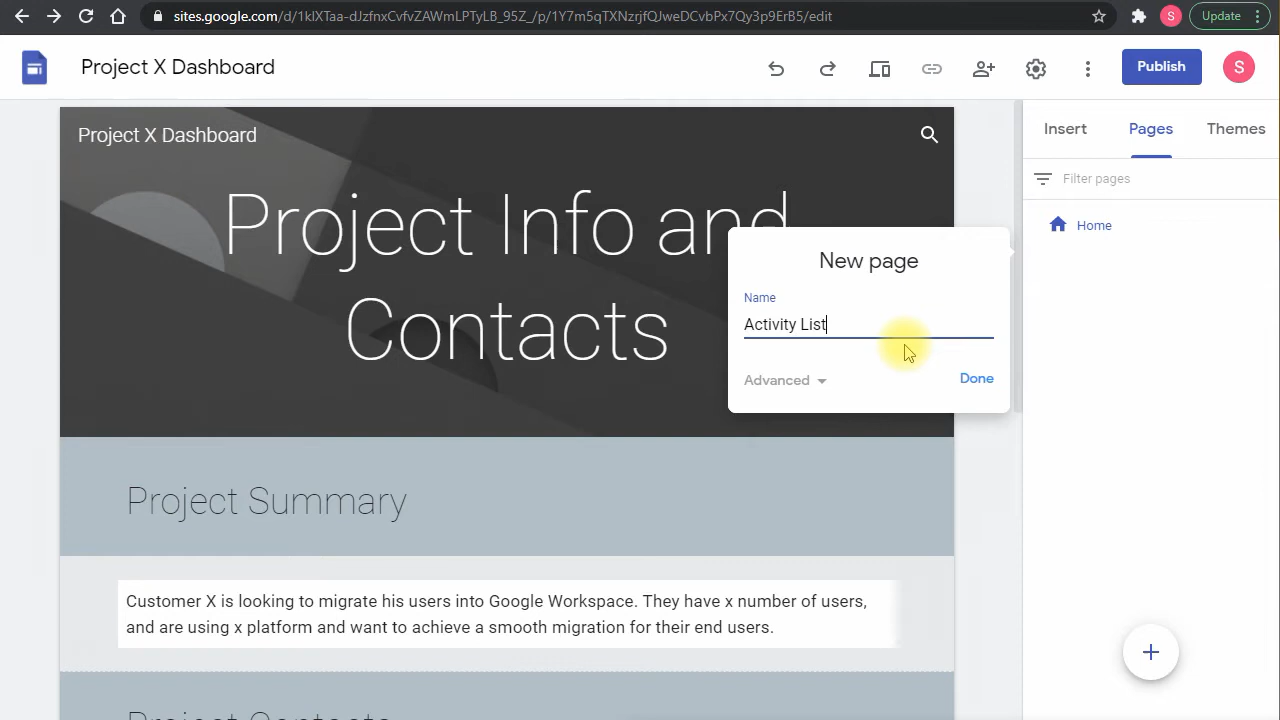 sites.google.com/d/1klXTaa-dJzfnxCvfvZAWmLPTyLB_95Z_/p/1Y7m5qTXNzrjfQJweDCvbPx7Qy3p9ErB5/edit
S
Update
Project X Dashboard
Publish
S
Project X Dashboard
Project Info and
Contacts
Insert
Pages
Themes
Filter pages
Home
New page
Name
Activity List
Advanced
Done
Project Summary
Customer X is looking to migrate his users into Google Workspace. They have x number of users,
and are using x platform and want to achieve a smooth migration for their end users.
Project Contacts